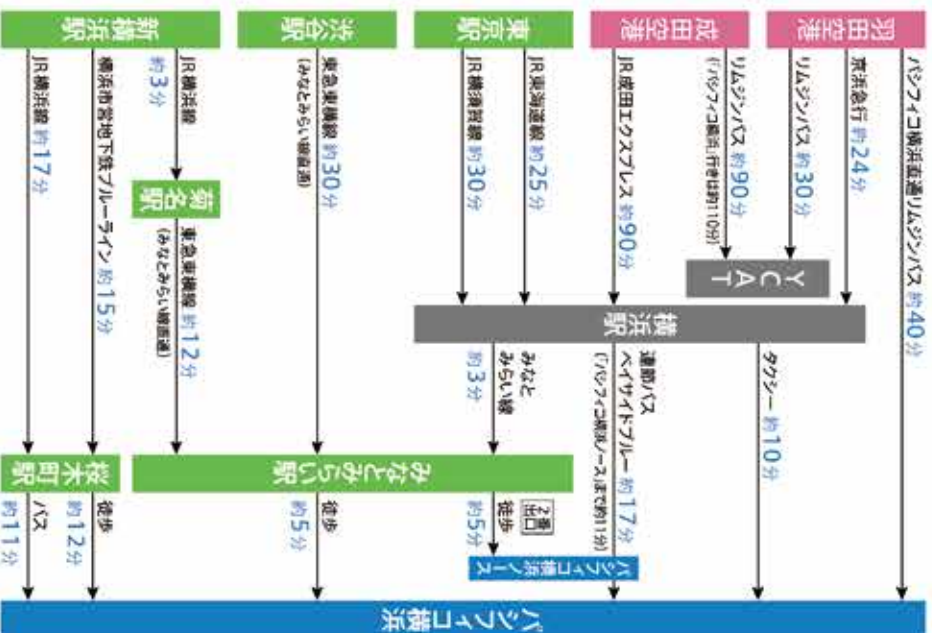 羽田空港
パシフィコ横浜直通リムジンバス 約40分
京浜急行 約24分
リムジンバス 約30分
成田空港
リムジンバス 約90分
(「パシフィコ横浜」行きは約110分)
YCAT
JR成田エクスプレス 約90分
東京駅
JR東海道線 約25分
JR横須賀線 約30分
横浜駅
タクシー 約10分
連節バス
ベイサイドブルー 約17分
(「パシフィコ横浜ノース」まで約11分)
みなと
みらい線
約3分
渋谷駅
東急東横線 約30分
(みなとみらい線直通)
新横浜駅
JR横浜線
約3分
菊名駅
東急東横線 約12分
(みなとみらい線直通)
横浜市営地下鉄ブルーライン 約15分
JR横浜線 約17分
みなとみらい駅
2番
出口
徒歩
約5分
パシフィコ横浜ノース
徒歩
約5分
桜木町駅
徒歩
約12分
バス
約11分
パシフィコ横浜